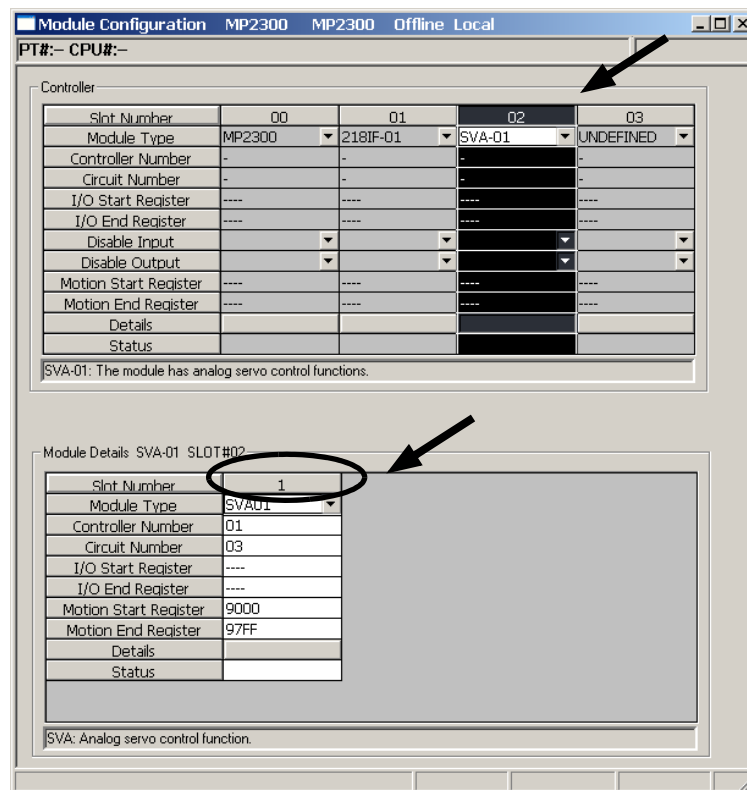 Module Configuration MP2300 MP2300 Offline Local
PT#:– CPU#:–
Controller
Slot Number 00 01 02 03
Module Type MP2300 218IF-01 SVA-01 UNDEFINED
Controller Number - - - -
Circuit Number - - - -
I/O Start Register ---- ---- ---- ----
I/O End Register ---- ---- ---- ----
Disable Input
Disable Output
Motion Start Register ---- ---- ---- ----
Motion End Register ---- ---- ---- ----
Details
Status
SVA-01: The module has analog servo control functions.
Module Details SVA-01 SLOT#02
Slot Number 1
Module Type SVA01
Controller Number 01
Circuit Number 03
I/O Start Register ----
I/O End Register ----
Motion Start Register 9000
Motion End Register 97FF
Details
Status
SVA: Analog servo control function.